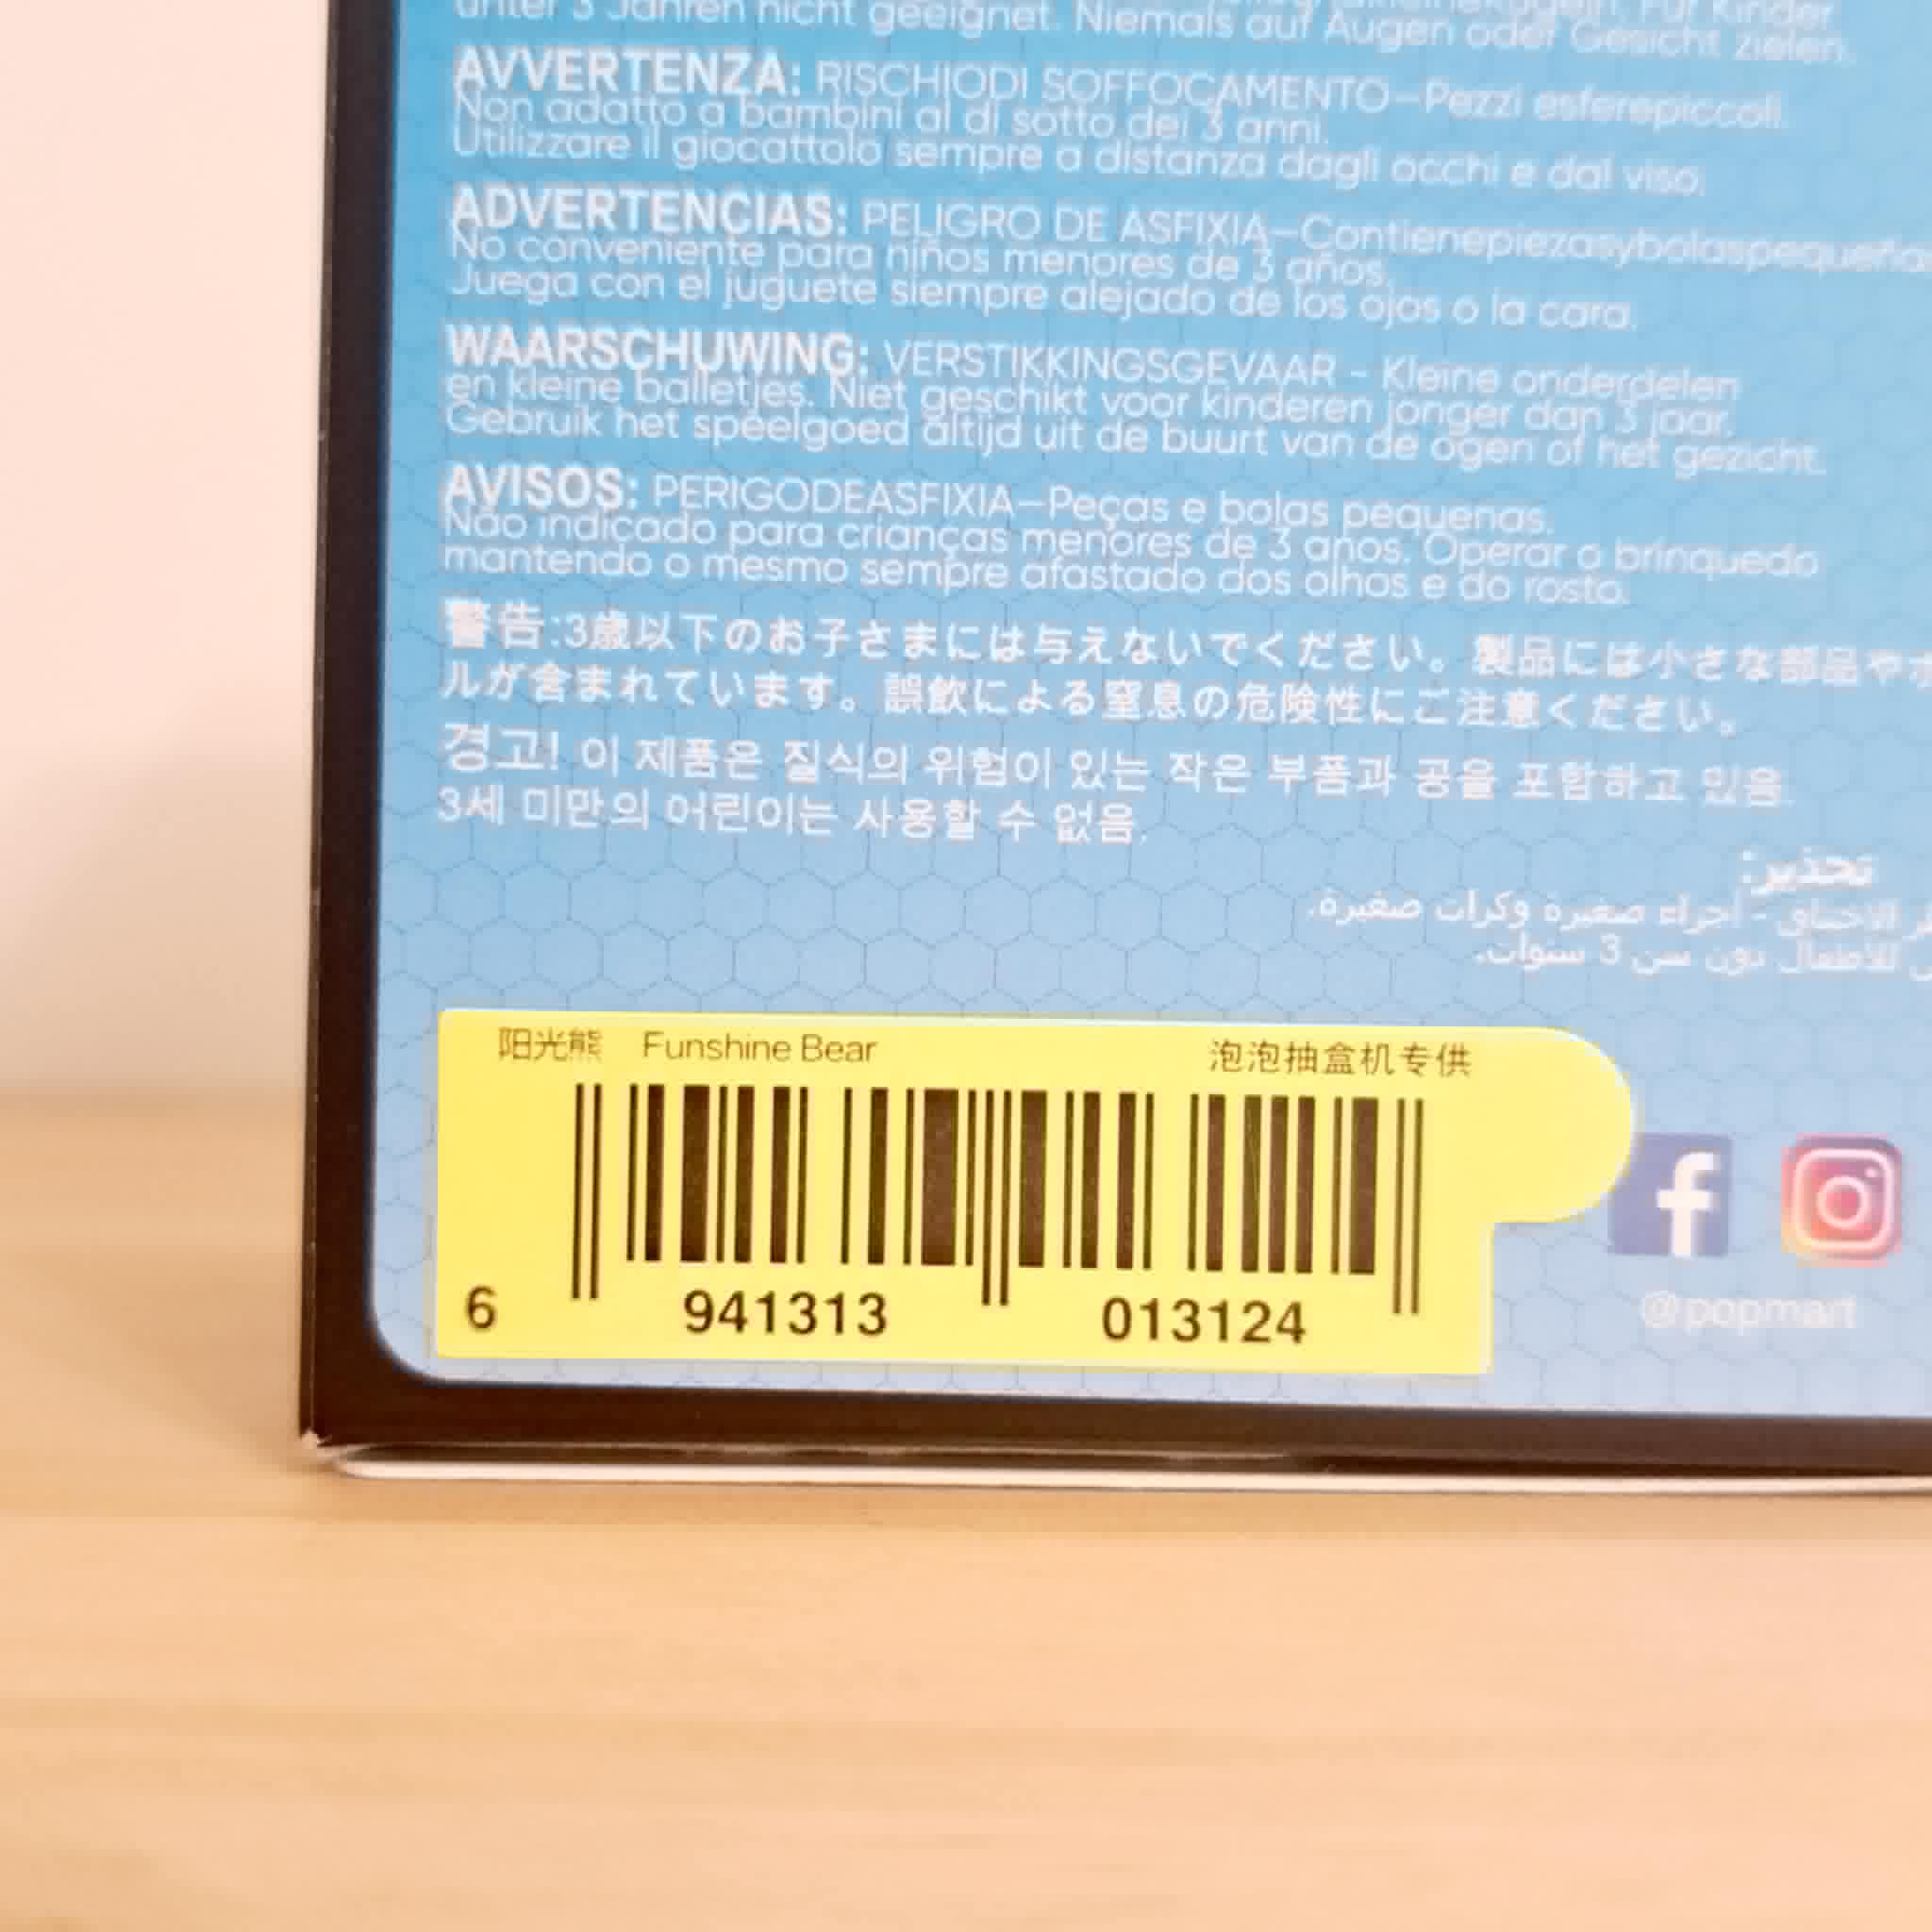 unter 3 Jahren nicht geeignet. Niemals auf Augen oder Gesicht zielen.
AVVERTENZA: RISCHIODI SOFFOCAMENTO–Pezzi esferepiccoli.
Non adatto a bambini al di sotto dei 3 anni.
Utilizzare il giocattolo sempre a distanza dagli occhi e dal viso.
ADVERTENCIAS: PELIGRO DE ASFIXIA–Contienepiezasybolaspequeñas
No conveniente para niños menores de 3 años.
Juega con el juguete siempre alejado de los ojos o la cara.
WAARSCHUWING: VERSTIKKINGSGEVAAR - Kleine onderdelen
en kleine balletjes. Niet geschikt voor kinderen jonger dan 3 jaar.
Gebruik het speelgoed altijd uit de buurt van de ogen of het gezicht.
AVISOS: PERIGODEASFIXIA–Peças e bolas pequenas.
Não indicado para crianças menores de 3 anos. Operar o brinquedo
mantendo o mesmo sempre afastado dos olhos e do rosto.
警告:3歳以下のお子さまには与えないでください。製品には小さな部品やボ
ルが含まれています。誤飲による窒息の危険性にご注意ください。
경고! 이 제품은 질식의 위험이 있는 작은 부품과 공을 포함하고 있음.
3세 미만의 어린이는 사용할 수 없음.
تحذير:
الاختناق - أجزاء صغيرة وكرات صغيرة.
للأطفال دون سن 3 سنوات.
阳光熊 Funshine Bear 泡泡抽盒机专供
6 941313 013124
@popmart